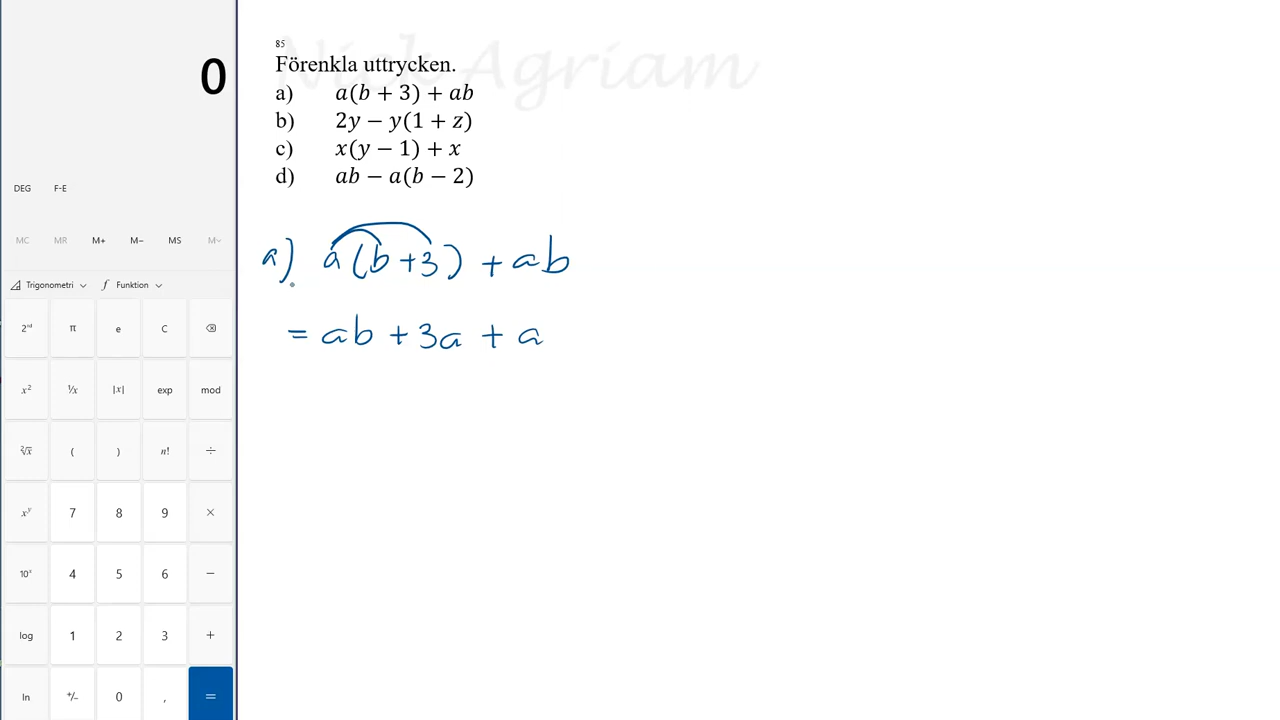 0
DEG F-E
MC MR M+ M− MS M˅
Trigonometri f Funktion
2ⁿᵈ π e C
x² ¹/x |x| exp mod
²√x ( ) n! ÷
xʸ 7 8 9 ×
10ˣ 4 5 6 −
log 1 2 3 +
ln +/− 0 , =
Nick Agriam
85
Förenkla uttrycken.
a) a(b + 3) + ab
b) 2y − y(1 + z)
c) x(y − 1) + x
d) ab − a(b − 2)
a) a(b+3) + ab
= ab + 3a + a